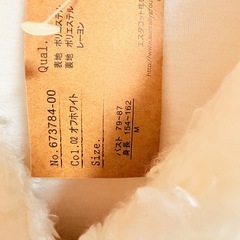 No. 673784-00
Col. 02 オフホワイト
Size:
バスト 79~87
身長 154~162
M
Qual.
表地 ポリエステル
裏地 ポリエステル
レーヨン